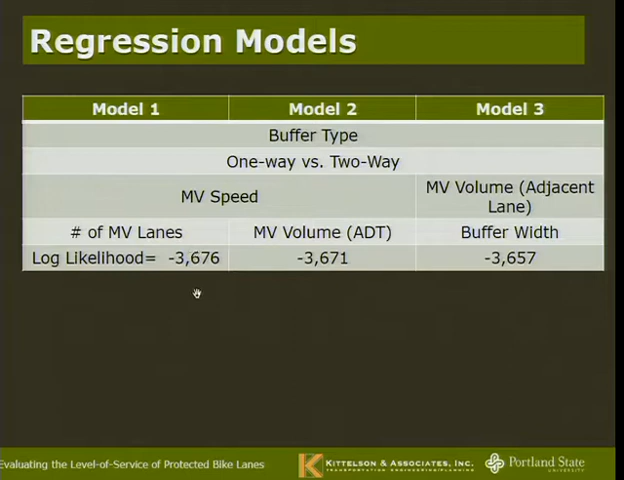 Regression Models
Model 1 Model 2 Model 3
Buffer Type
One-way vs. Two-Way
MV Speed MV Volume (Adjacent
Lane)
# of MV Lanes MV Volume (ADT) Buffer Width
Log Likelihood= -3,676 -3,671 -3,657
Evaluating the Level-of-Service of Protected Bike Lanes
KITTELSON & ASSOCIATES, INC.
TRANSPORTATION ENGINEERING/PLANNING
Portland State
UNIVERSITY